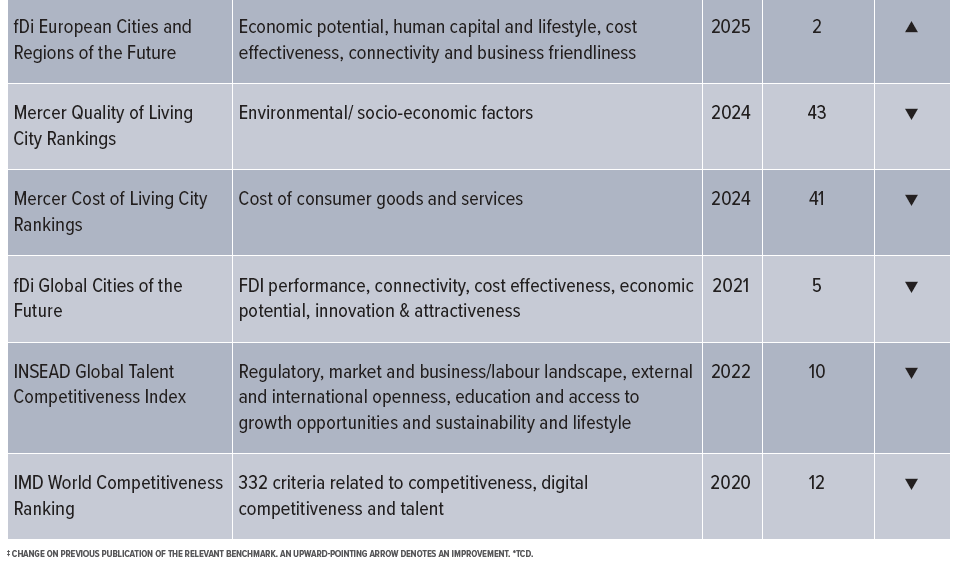 fDi European Cities and
Regions of the Future
Economic potential, human capital and lifestyle, cost
effectiveness, connectivity and business friendliness
2025
2
▲
Mercer Quality of Living
City Rankings
Environmental/ socio-economic factors
2024
43
▼
Mercer Cost of Living City
Rankings
Cost of consumer goods and services
2024
41
▼
fDi Global Cities of the
Future
FDI performance, connectivity, cost effectiveness, economic
potential, innovation & attractiveness
2021
5
▼
INSEAD Global Talent
Competitiveness Index
Regulatory, market and business/labour landscape, external
and international openness, education and access to
growth opportunities and sustainability and lifestyle
2022
10
▼
IMD World Competitiveness
Ranking
332 criteria related to competitiveness, digital
competitiveness and talent
2020
12
▼
‡ CHANGE ON PREVIOUS PUBLICATION OF THE RELEVANT BENCHMARK. AN UPWARD-POINTING ARROW DENOTES AN IMPROVEMENT. *TCD.